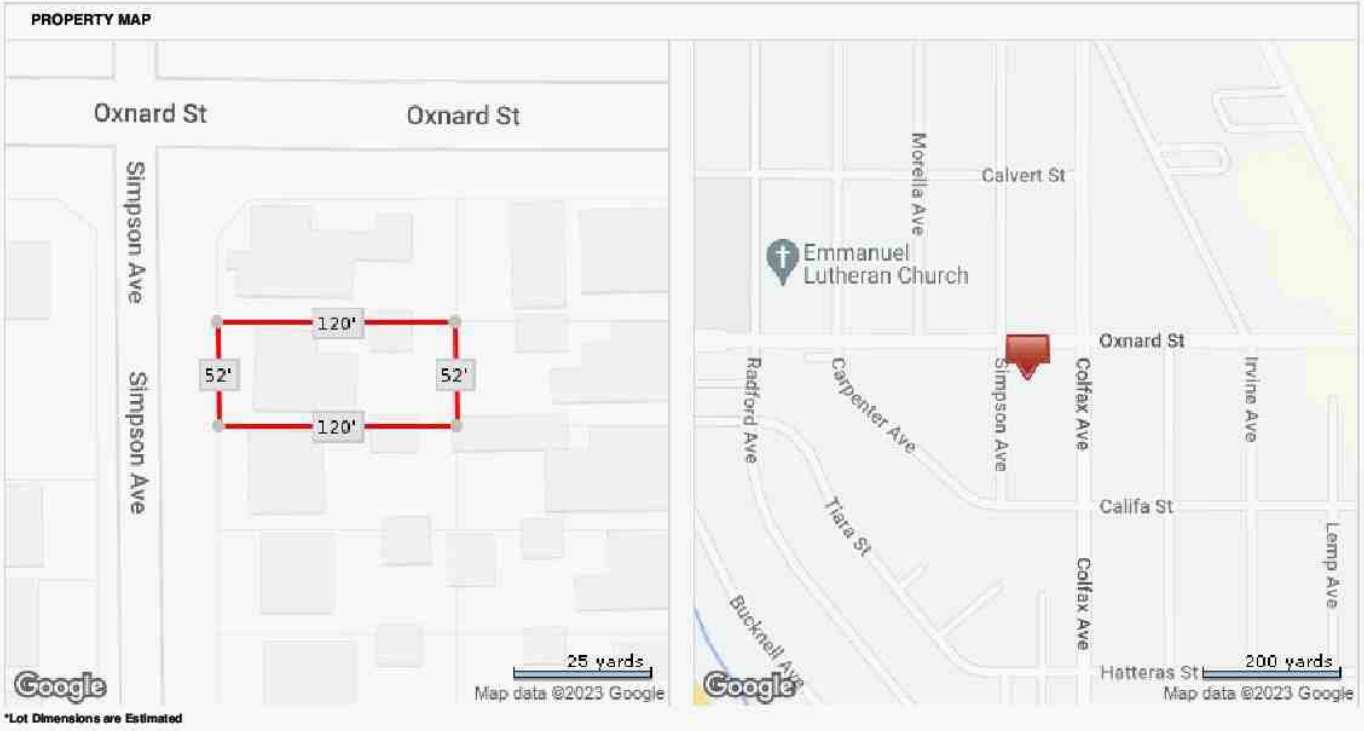 PROPERTY MAP
Oxnard St
Oxnard St
Simpson Ave
Simpson Ave
120'
52'
52'
120'
25 yards
Google
Map data ©2023 Google
Morella Ave
Calvert St
Emmanuel
Lutheran Church
Oxnard St
Radford Ave
Carpenter Ave
Simpson Ave
Colfax Ave
Irvine Ave
Califa St
Tiara St
Lemp Ave
Colfax Ave
Bucknell Ave
Hatteras St
200 yards
Google
Map data ©2023 Google
*Lot Dimensions are Estimated